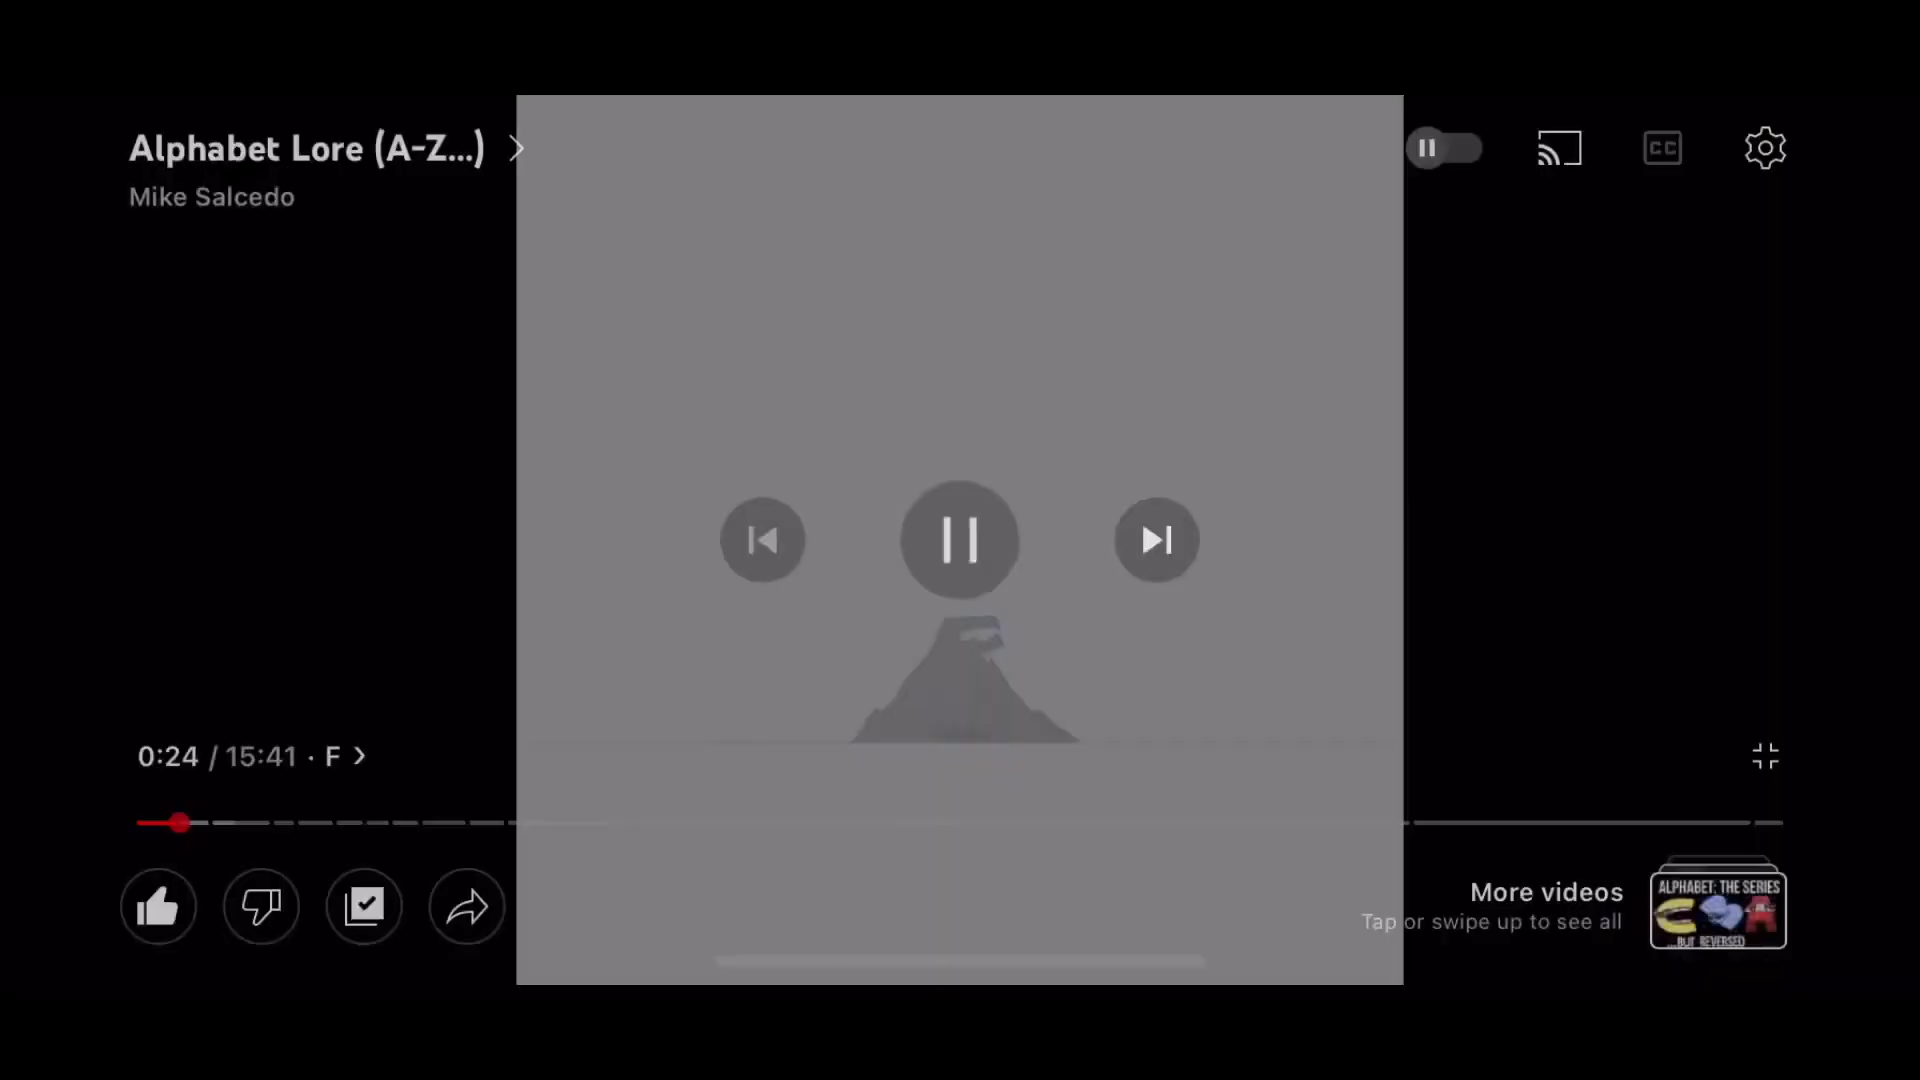 Alphabet Lore (A-Z...)
Mike Salcedo
CC
0:24 / 15:41 · F
More videos
Tap or swipe up to see all
ALPHABET: THE SERIES
C A
...BUT REVERSED